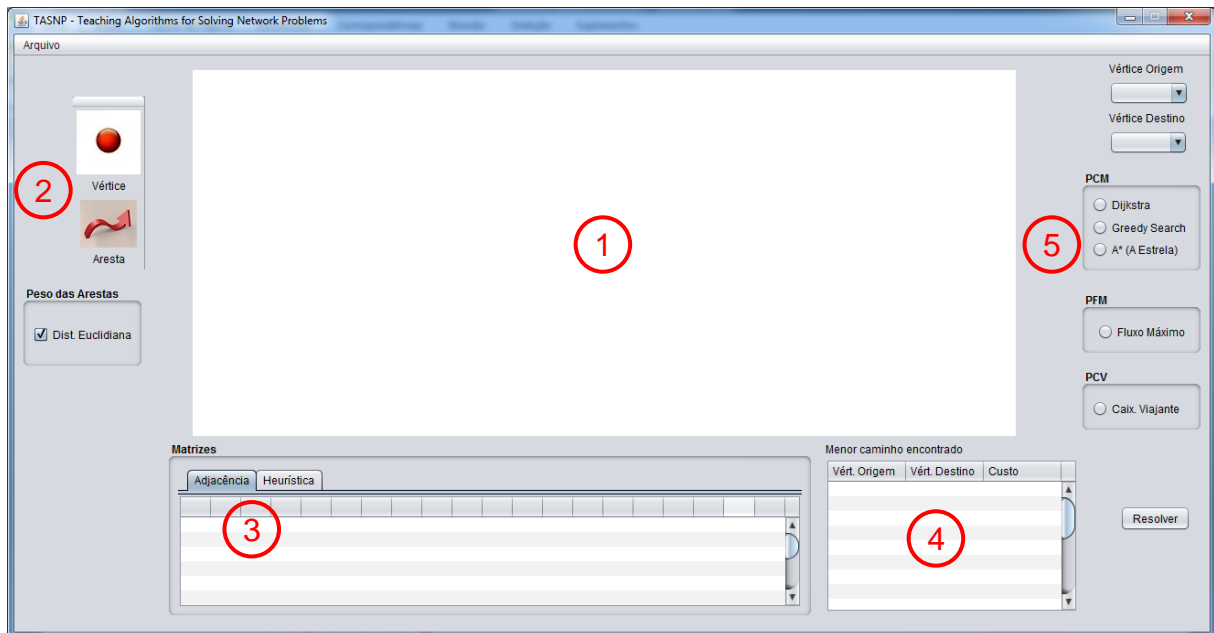 TASNP - Teaching Algorithms for Solving Network Problems
Arquivo
Vértice Origem
Vértice Destino
2
Vértice
Aresta
Peso das Arestas
Dist. Euclidiana
1
PCM
Dijkstra
Greedy Search
A* (A Estrela)
5
PFM
Fluxo Máximo
PCV
Caix. Viajante
Matrizes
Adjacência Heurística
3
Menor caminho encontrado
Vért. Origem Vért. Destino Custo
4
Resolver